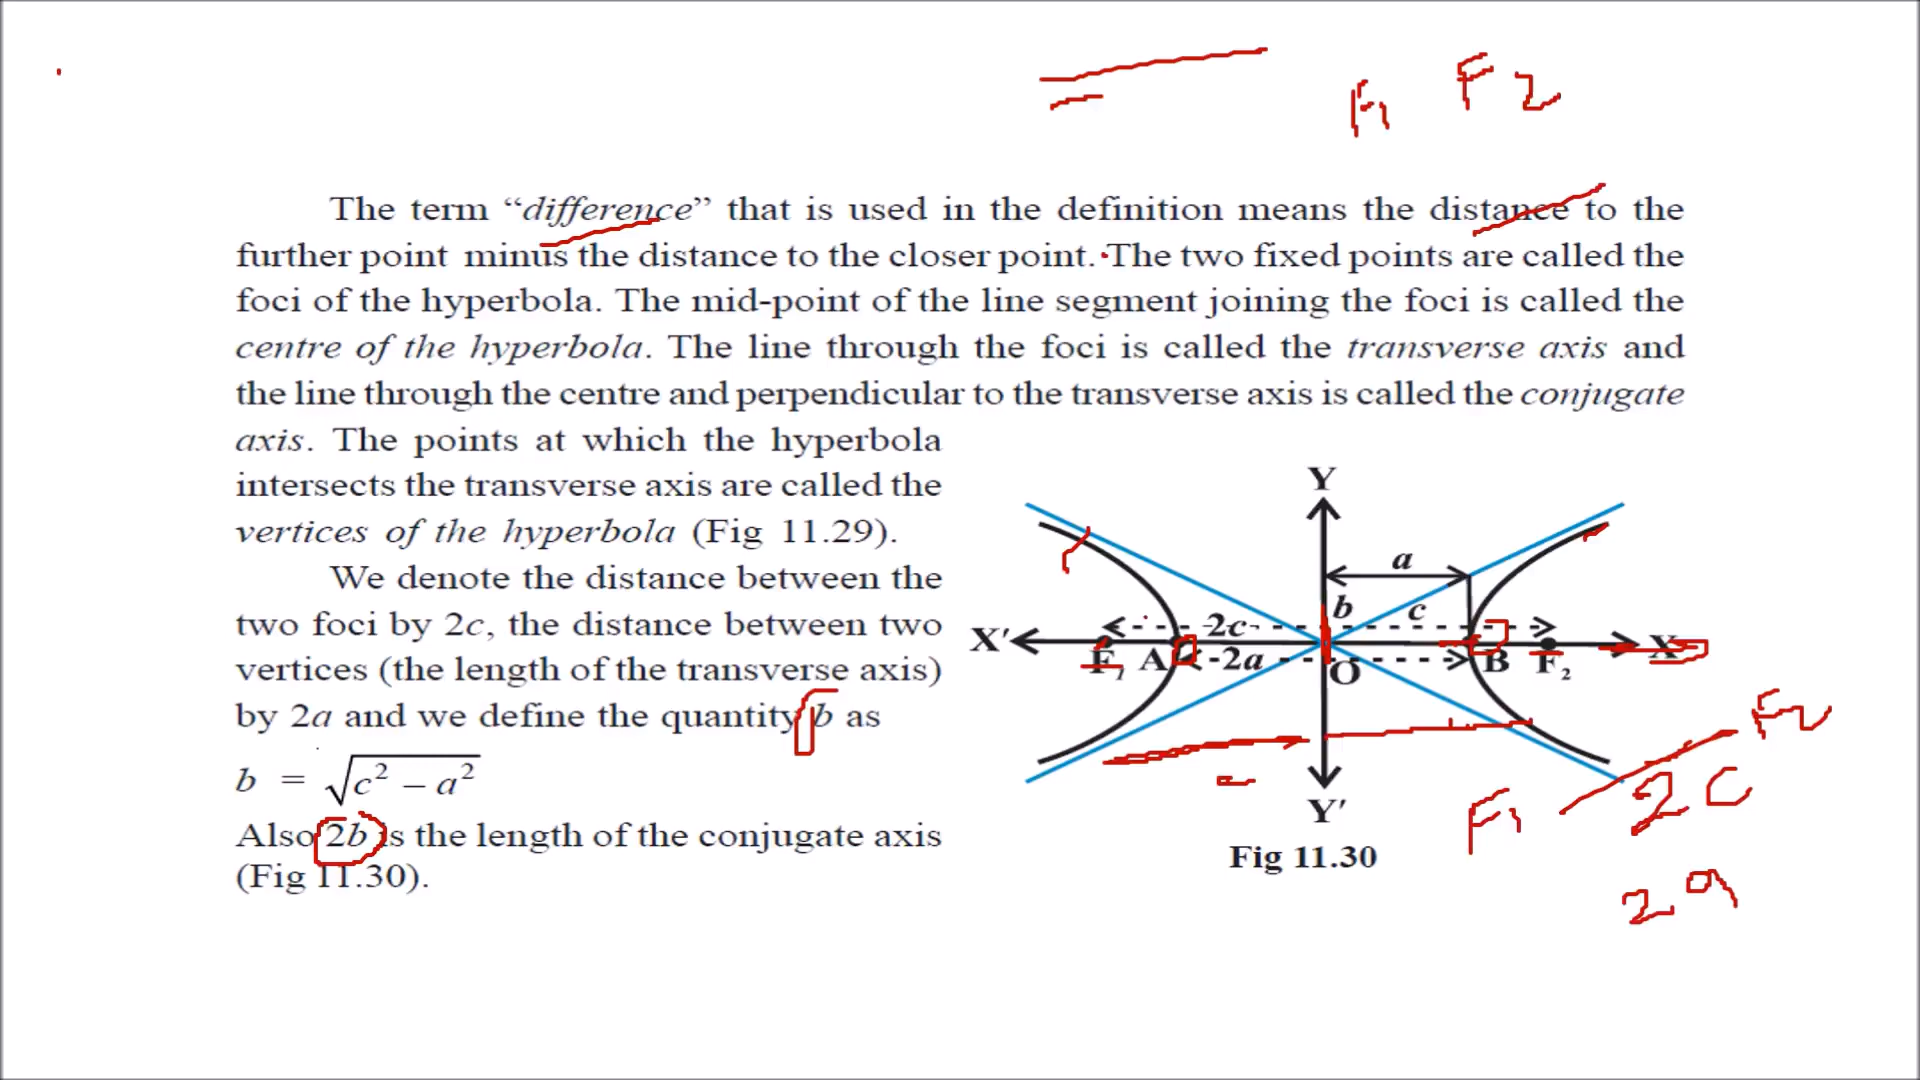 F1 F2
The term “difference” that is used in the definition means the distance to the
further point minus the distance to the closer point. The two fixed points are called the
foci of the hyperbola. The mid-point of the line segment joining the foci is called the
centre of the hyperbola. The line through the foci is called the transverse axis and
the line through the centre and perpendicular to the transverse axis is called the conjugate
axis. The points at which the hyperbola
intersects the transverse axis are called the
vertices of the hyperbola (Fig 11.29).
We denote the distance between the
two foci by 2c, the distance between two
vertices (the length of the transverse axis)
by 2a and we define the quantity b as
b = √c² – a²
Also 2b is the length of the conjugate axis
(Fig 11.30).
Y
a
b c
2c
X′ X
F₁ A 2a O B F₂
Y′
Fig 11.30
F2
F1 2C
2a